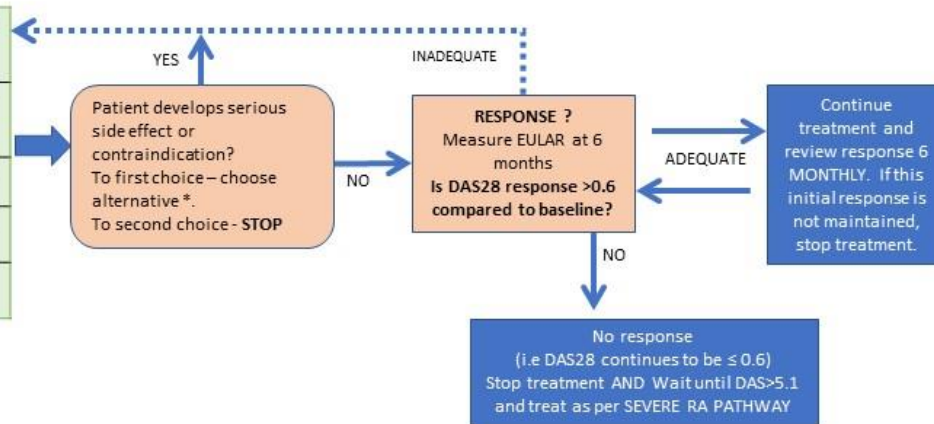 YES
INADEQUATE
Patient develops serious
side effect or
contraindication?
To first choice – choose
alternative *.
To second choice - STOP
NO
RESPONSE ?
Measure EULAR at 6
months
Is DAS28 response >0.6
compared to baseline?
ADEQUATE
Continue
treatment and
review response 6
MONTHLY. If this
initial response is
not maintained,
stop treatment.
NO
No response
(i.e DAS28 continues to be ≤ 0.6)
Stop treatment AND Wait until DAS>5.1
and treat as per SEVERE RA PATHWAY